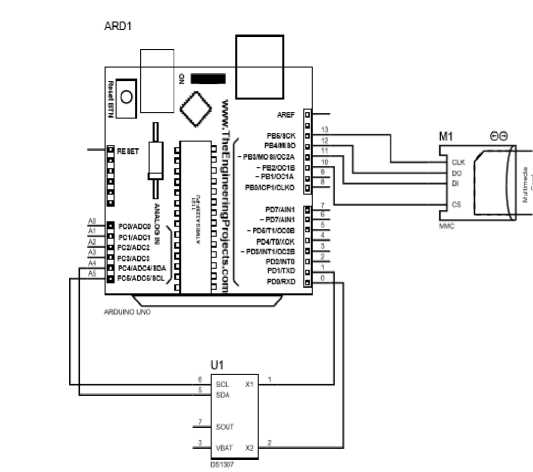 ARD1
ON
Reset BTN
www.TheEngineeringProjects.com
ANALOG IN
1121
RESET
AREF
PB5/SCK 13
PB4/MISO 12
~ PB3/MOSI/OC2A 11
~ PB2/OC1B 10
~ PB1/OC1A 9
PB0/ICP1/CLKO 8
PD7/AIN1 7
~ PD7/AIN1 6
~ PD6/T1/OC0B 5
PD4/T0/XCK 4
~ PD3/INT1/OC2B 3
PD2/INT0 2
PD1/TXD 1
PD0/RXD 0
A0 PC0/ADC0
A1 PC1/ADC1
A2 PC2/ADC2
A3 PC3/ADC3
A4 PC4/ADC4/SDA
A5 PC5/ADC5/SCL
ARDUINO UNO
M1
CLK
DO
DI
CS
MMC
Multimedia
U1
6 SCL X1 1
5 SDA
7 SOUT
3 VBAT X2 2
DS1307